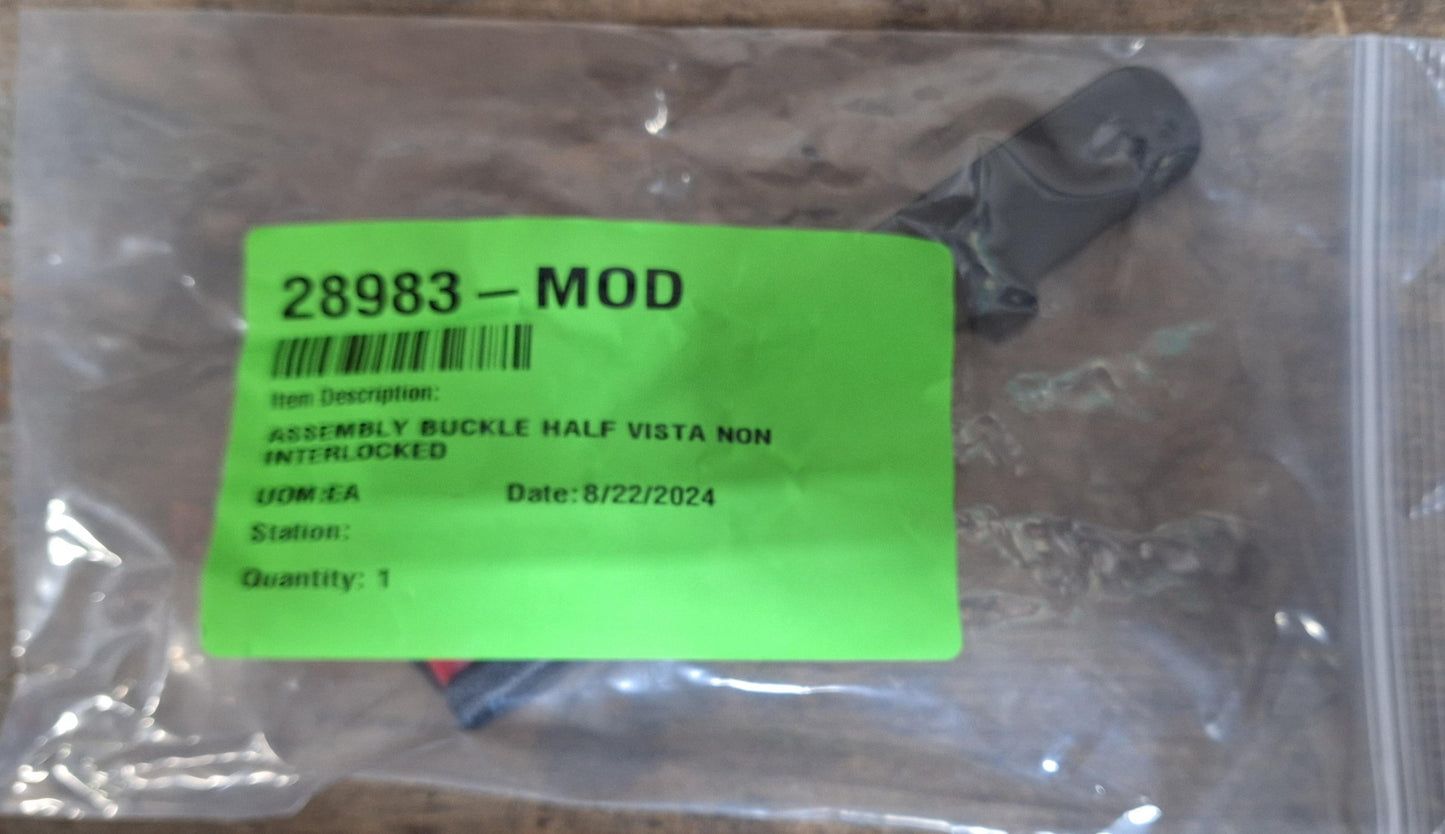 28983-MOD
Item Description:
ASSEMBLY BUCKLE HALF VISTA NON
INTERLOCKED
UOM:EA Date:8/22/2024
Station:
Quantity: 1